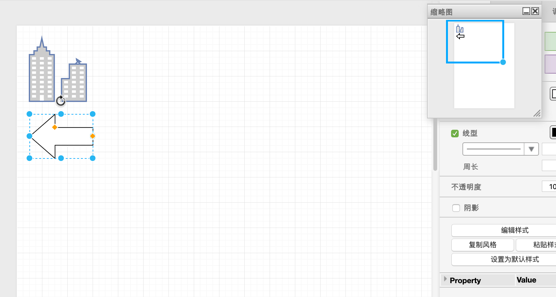 缩略图
线型
周长
不透明度
10
阴影
编辑样式
复制风格
粘贴样
设置为默认样式
Property
Value